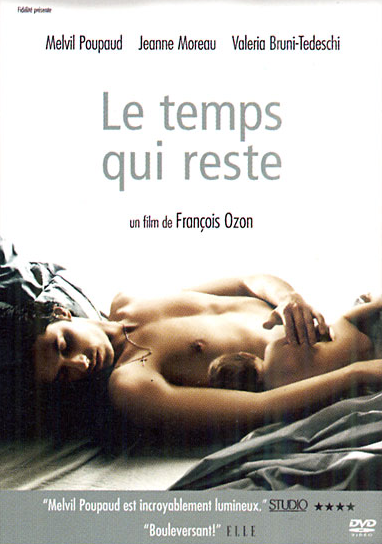 Fidélité présente
Melvil Poupaud Jeanne Moreau Valeria Bruni-Tedeschi
Le temps
qui reste
un film de François Ozon
"Melvil Poupaud est incroyablement lumineux." STUDIO ★★★★
"Bouleversant!" ELLE
DVD
VIDEO